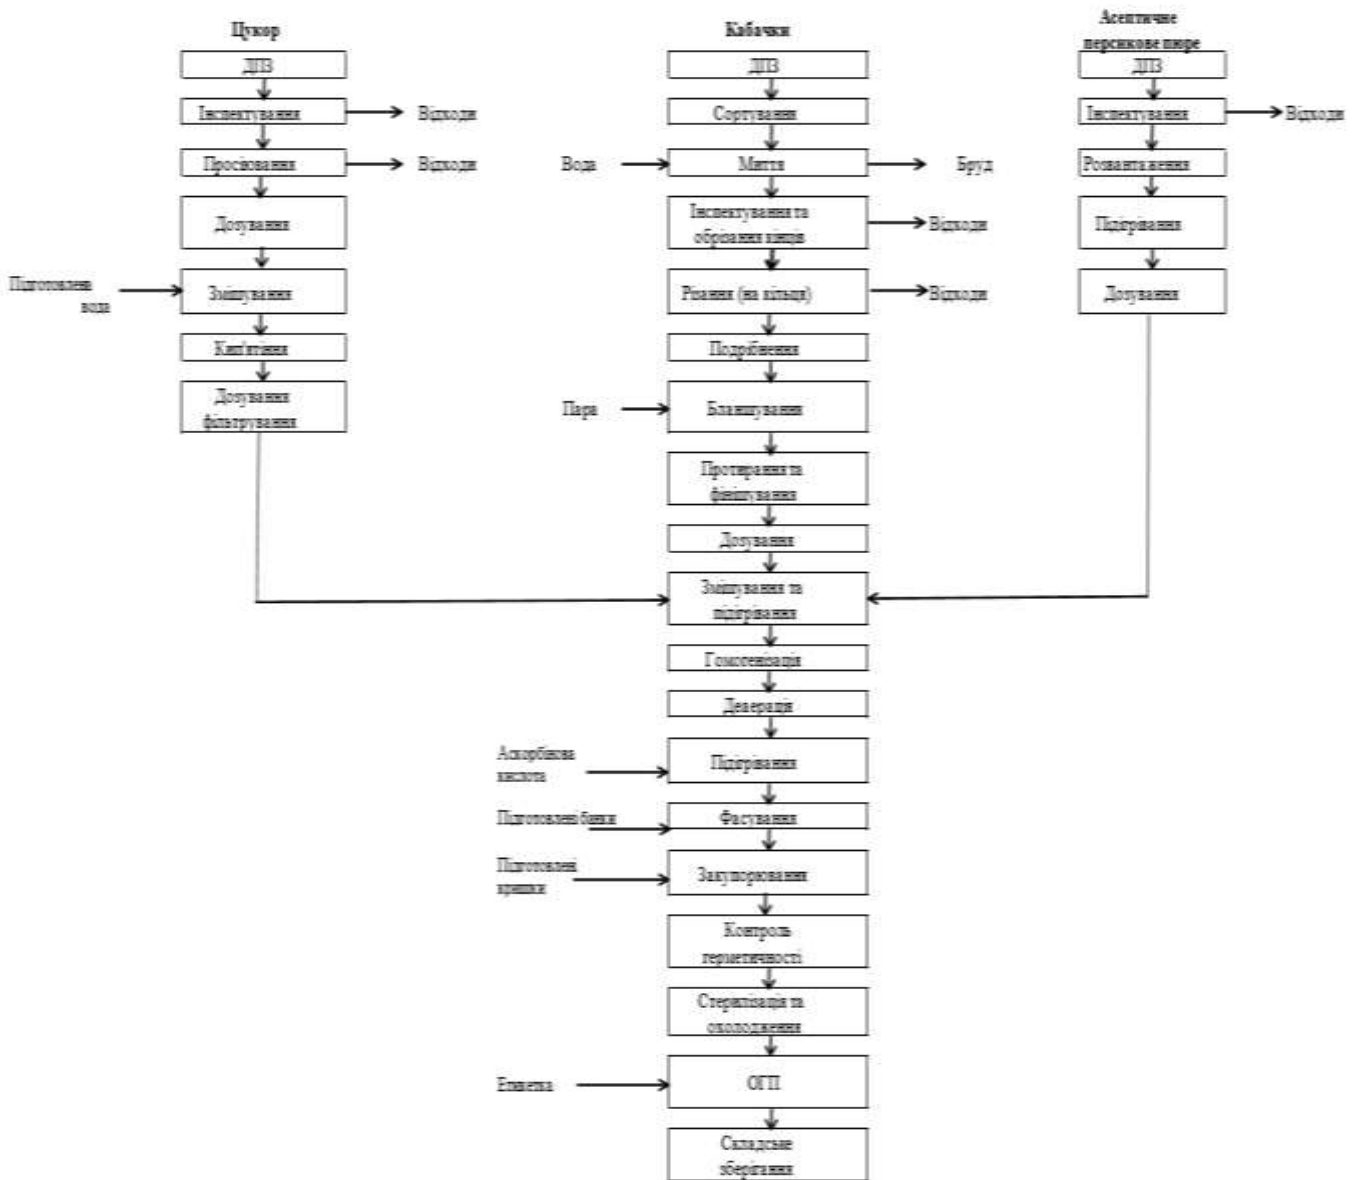 Цукор
ДПЗ
Інспектування
Відходи
Просіювання
Відходи
Дозування
Підготовлена
вода
Змішування
Кип'ятіння
Дозування
фільтрування
Кабачки
ДПЗ
Сортування
Вода
Миття
Бруд
Інспектування та
обрізання кінців
Відходи
Різання (на кільця)
Відходи
Подрібнення
Пара
Бланшування
Протирання та
фінішування
Дозування
Змішування та
підігрівання
Гомогенізація
Деаерація
Аскорбінова
кислота
Підігрівання
Підготовлені банки
Фасування
Підготовлені
кришки
Закупорювання
Контроль
герметичності
Стерилізація та
охолодження
Етикетка
ОГП
Складське
зберігання
Асептичне
персикове пюре
ДПЗ
Інспектування
Відходи
Розвантаження
Підігрівання
Дозування